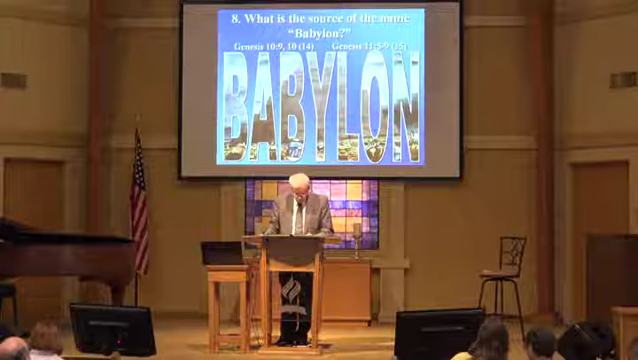 8. What is the source of the name
“Babylon?”
Genesis 10:9, 10 (14) Genesis 11:5-9 (15)
BABYLON